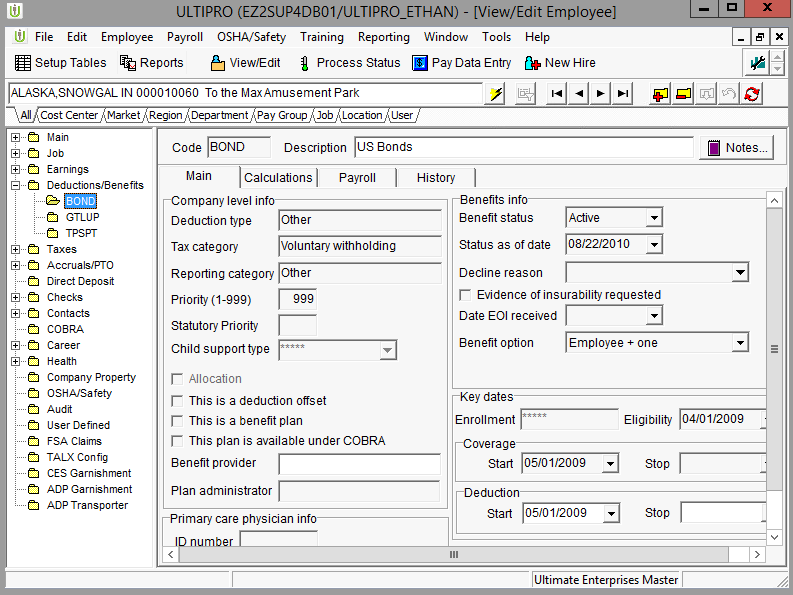 ULTIPRO (EZ2SUP4DB01/ULTIPRO_ETHAN) - [View/Edit Employee]
File Edit Employee Payroll OSHA/Safety Training Reporting Window Tools Help
Setup Tables Reports View/Edit Process Status Pay Data Entry New Hire
ALASKA,SNOWGAL IN 000010060 To the Max Amusement Park
All Cost Center Market Region Department Pay Group Job Location User
Main
Job
Earnings
Deductions/Benefits
BOND
GTLUP
TPSPT
Taxes
Accruals/PTO
Direct Deposit
Checks
Contacts
COBRA
Career
Health
Company Property
OSHA/Safety
Audit
User Defined
FSA Claims
TALX Config
CES Garnishment
ADP Garnishment
ADP Transporter
Code BOND Description US Bonds Notes...
Main Calculations Payroll History
Company level info
Deduction type Other
Tax category Voluntary withholding
Reporting category Other
Priority (1-999) 999
Statutory Priority
Child support type *****
Allocation
This is a deduction offset
This is a benefit plan
This plan is available under COBRA
Benefit provider
Plan administrator
Primary care physician info
ID number
Benefits info
Benefit status Active
Status as of date 08/22/2010
Decline reason
Evidence of insurability requested
Date EOI received
Benefit option Employee + one
Key dates
Enrollment ***** Eligibility 04/01/2009
Coverage
Start 05/01/2009 Stop
Deduction
Start 05/01/2009 Stop
Ultimate Enterprises Master